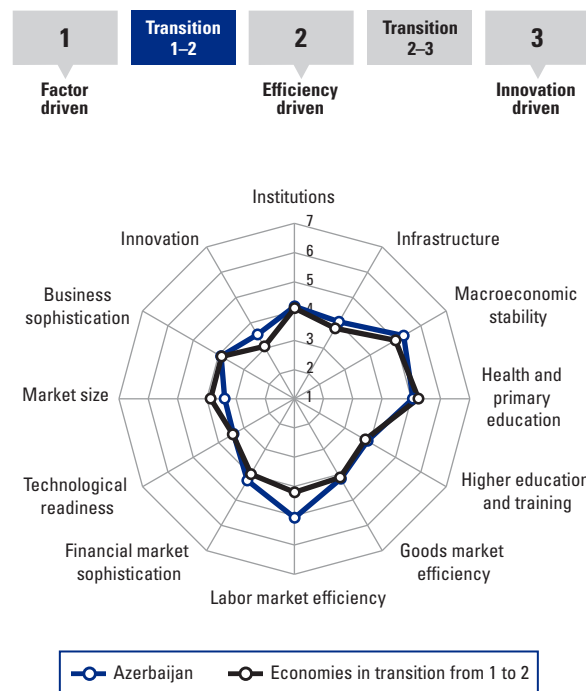 1
Transition
1–2
2
Transition
2–3
3
Factor
driven
Efficiency
driven
Innovation
driven
Institutions
Infrastructure
Macroeconomic
stability
Health and
primary
education
Higher education
and training
Goods market
efficiency
Labor market efficiency
Financial market
sophistication
Technological
readiness
Market size
Business
sophistication
Innovation
7
6
5
4
3
2
1
Azerbaijan
Economies in transition from 1 to 2